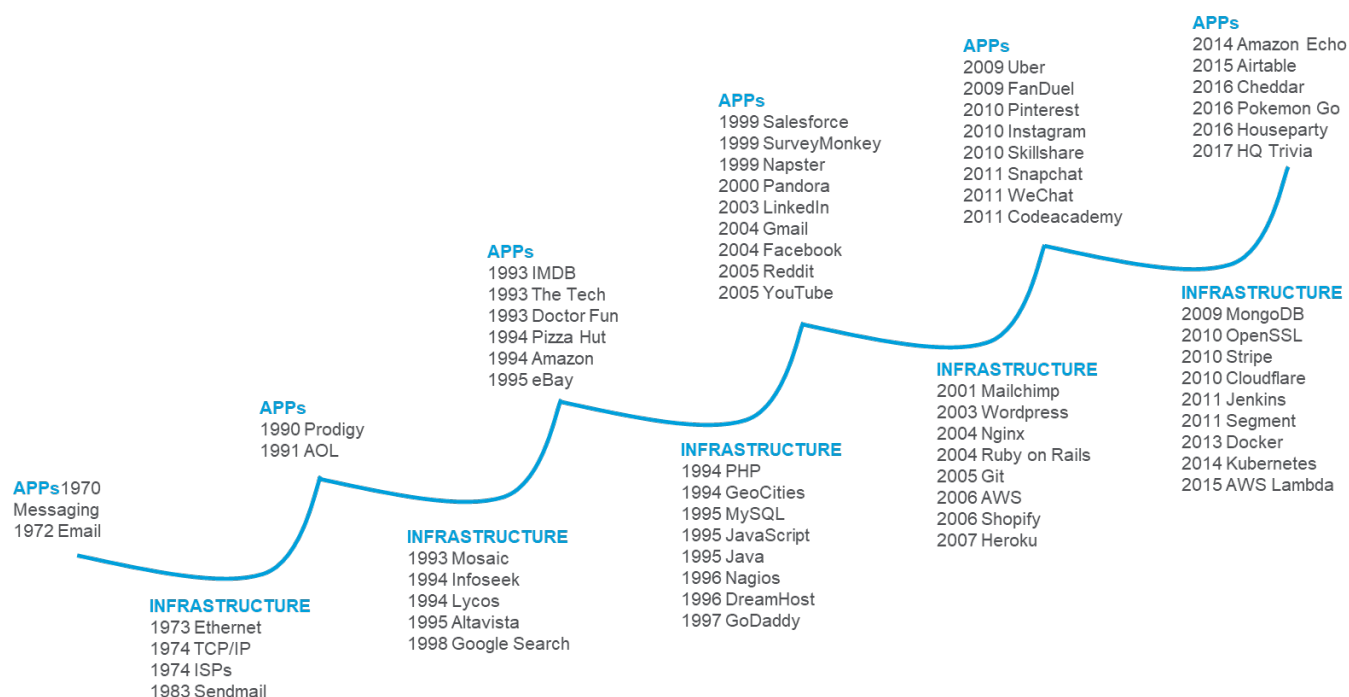 APPs1970
Messaging
1972 Email
INFRASTRUCTURE
1973 Ethernet
1974 TCP/IP
1974 ISPs
1983 Sendmail
APPs
1990 Prodigy
1991 AOL
INFRASTRUCTURE
1993 Mosaic
1994 Infoseek
1994 Lycos
1995 Altavista
1998 Google Search
APPs
1993 IMDB
1993 The Tech
1993 Doctor Fun
1994 Pizza Hut
1994 Amazon
1995 eBay
INFRASTRUCTURE
1994 PHP
1994 GeoCities
1995 MySQL
1995 JavaScript
1995 Java
1996 Nagios
1996 DreamHost
1997 GoDaddy
APPs
1999 Salesforce
1999 SurveyMonkey
1999 Napster
2000 Pandora
2003 LinkedIn
2004 Gmail
2004 Facebook
2005 Reddit
2005 YouTube
INFRASTRUCTURE
2001 Mailchimp
2003 Wordpress
2004 Nginx
2004 Ruby on Rails
2005 Git
2006 AWS
2006 Shopify
2007 Heroku
APPs
2009 Uber
2009 FanDuel
2010 Pinterest
2010 Instagram
2010 Skillshare
2011 Snapchat
2011 WeChat
2011 Codeacademy
INFRASTRUCTURE
2009 MongoDB
2010 OpenSSL
2010 Stripe
2010 Cloudflare
2011 Jenkins
2011 Segment
2013 Docker
2014 Kubernetes
2015 AWS Lambda
APPs
2014 Amazon Echo
2015 Airtable
2016 Cheddar
2016 Pokemon Go
2016 Houseparty
2017 HQ Trivia